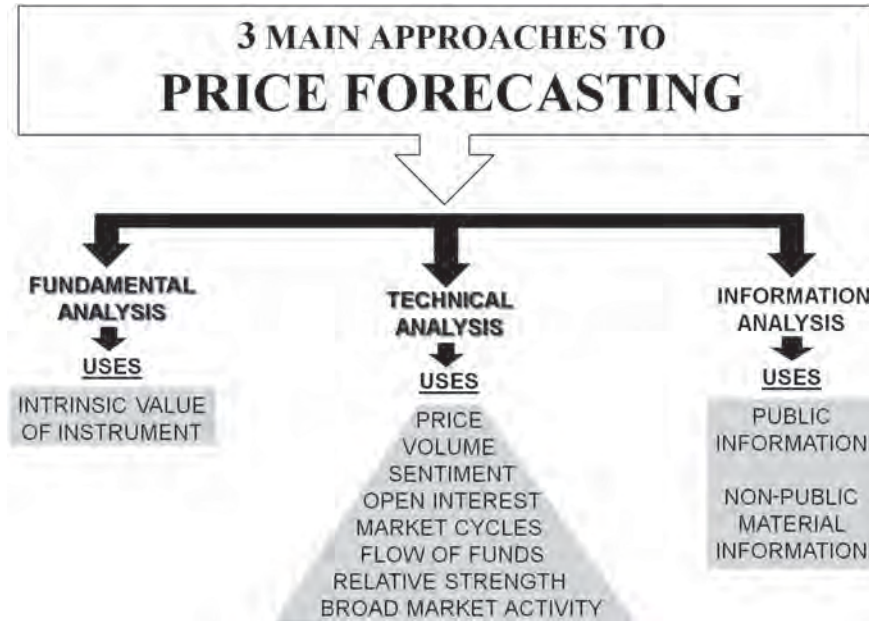 3 MAIN APPROACHES TO
PRICE FORECASTING
FUNDAMENTAL
ANALYSIS
USES
INTRINSIC VALUE
OF INSTRUMENT
TECHNICAL
ANALYSIS
USES
PRICE
VOLUME
SENTIMENT
OPEN INTEREST
MARKET CYCLES
FLOW OF FUNDS
RELATIVE STRENGTH
BROAD MARKET ACTIVITY
INFORMATION
ANALYSIS
USES
PUBLIC
INFORMATION
NON-PUBLIC
MATERIAL
INFORMATION